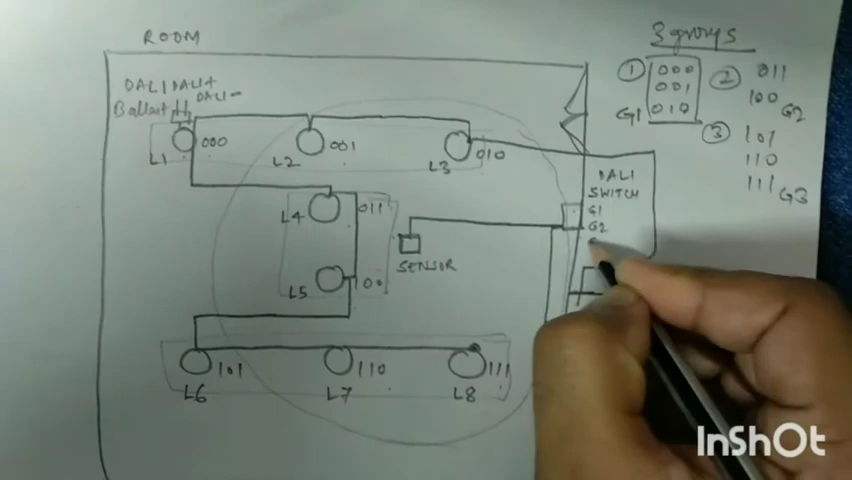 ROOM
3 groups
① 000
001
G1 010
② 011
100
G2
③ 101
110
111
G3
DALI DALI+
Ballast DALI-
L1 000
L2 001
L3 010
DALI
SWITCH
G1
G2
L4 011
L5 100
SENSOR
L6 101
L7 110
L8 111
InShOt